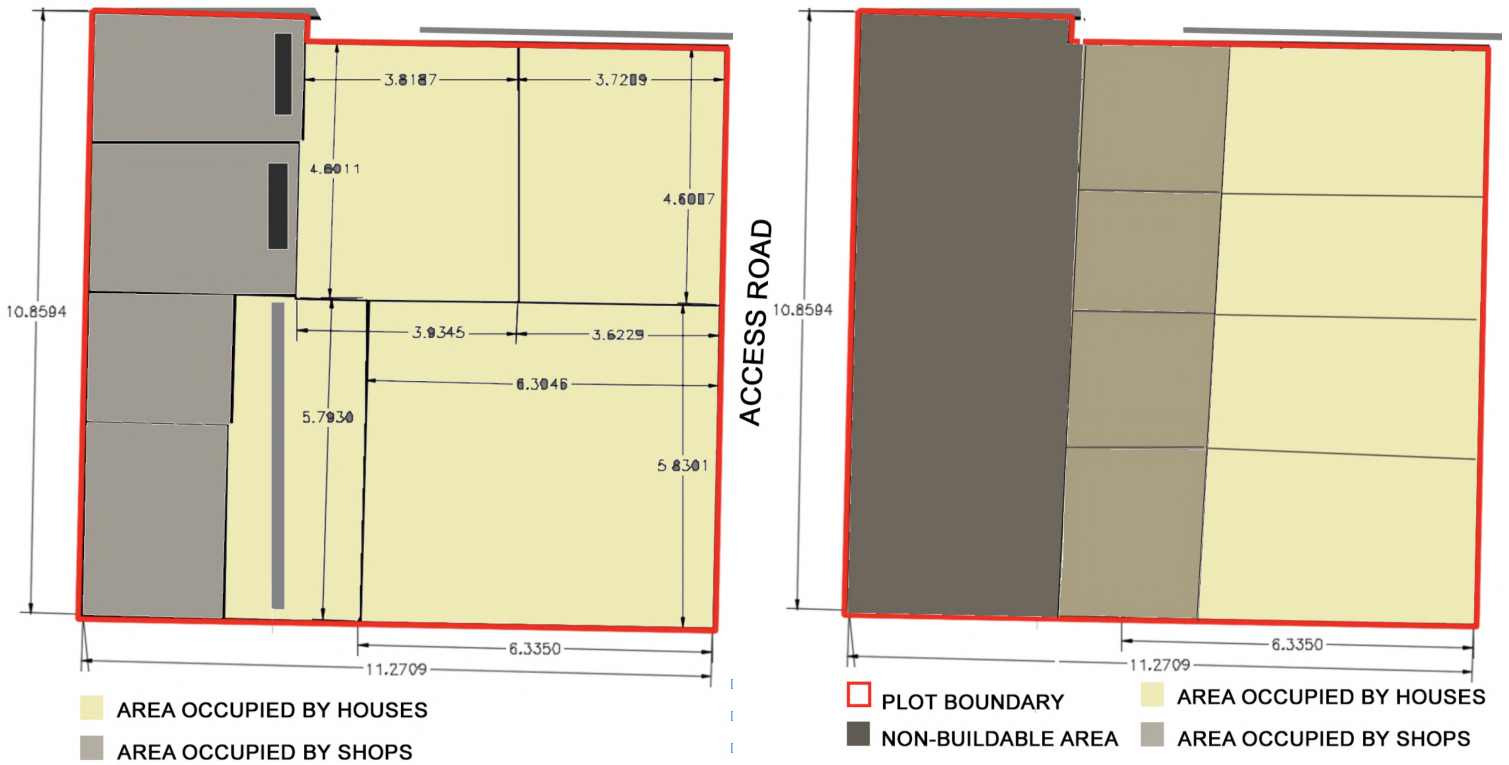 3.8187
3.7209
4.6011
4.6007
10.8594
3.9345
3.6229
6.3046
5.7930
5.8301
6.3350
11.2709
AREA OCCUPIED BY HOUSES
AREA OCCUPIED BY SHOPS
ACCESS ROAD
10.8594
6.3350
11.2709
PLOT BOUNDARY
AREA OCCUPIED BY HOUSES
NON-BUILDABLE AREA
AREA OCCUPIED BY SHOPS